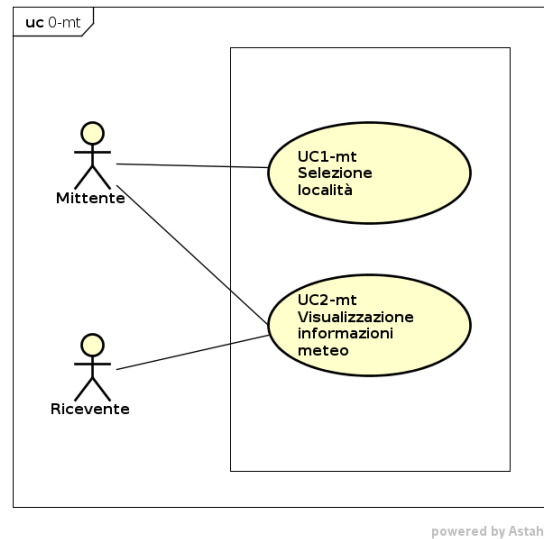 uc 0-mt
UC1-mt
Selezione
località
Mittente
UC2-mt
Visualizzazione
informazioni
meteo
Ricevente
powered by Astah